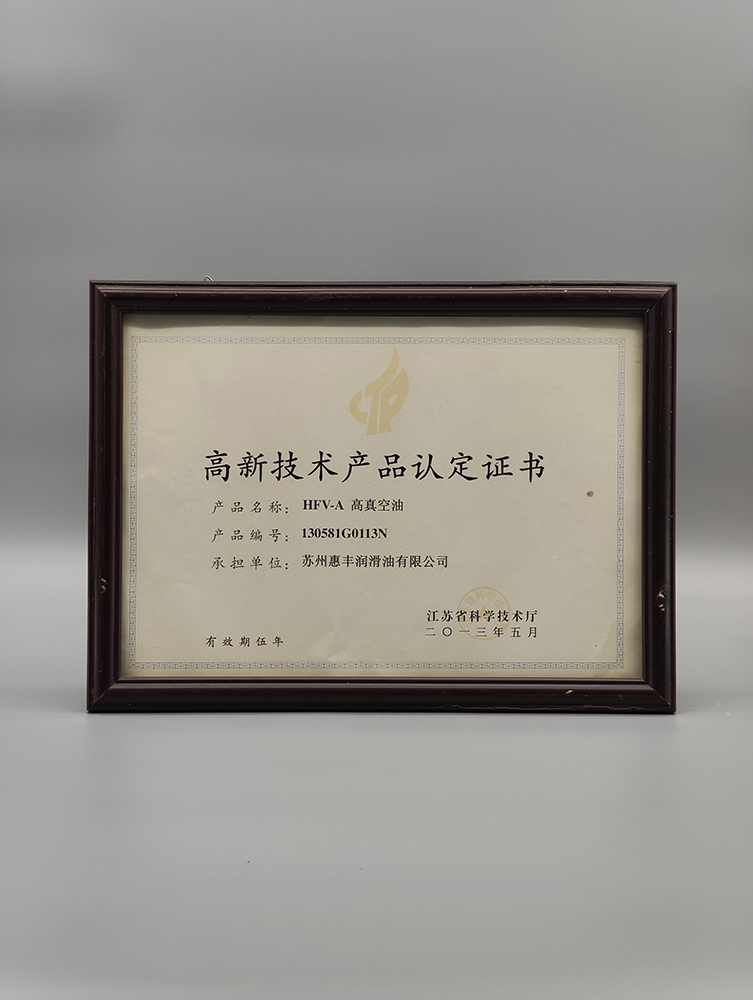 高新技术产品认定证书
产品名称： HFV-A 高真空油
产品编号： 130581G0113N
承担单位： 苏州惠丰润滑油有限公司
江苏省科学技术厅
二〇一三年五月
有效期伍年